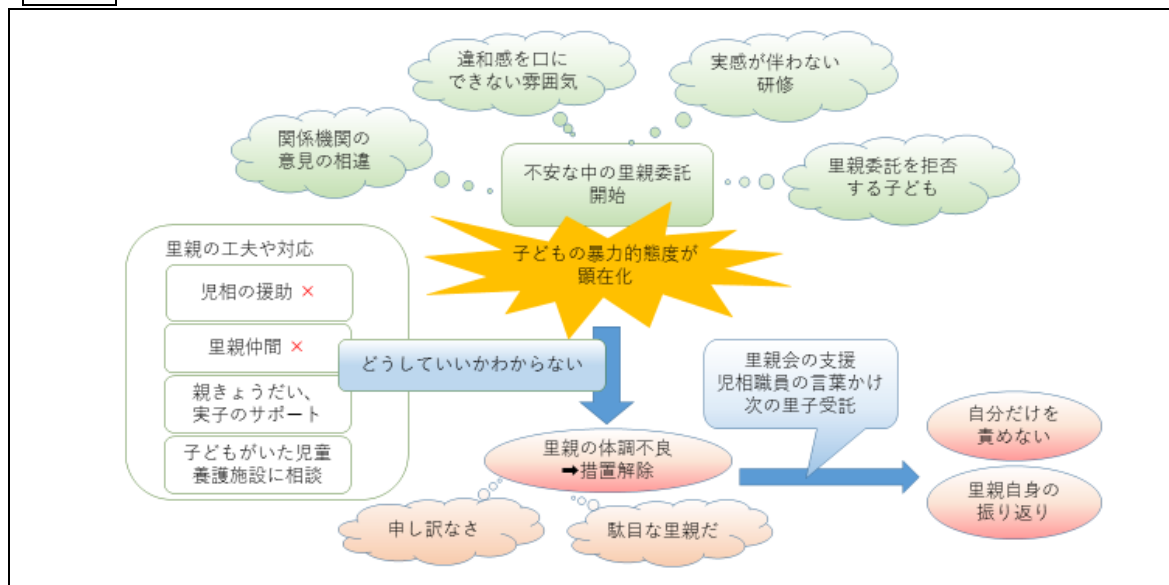 違和感を口に
できない雰囲気
実感が伴わない
研修
関係機関の
意見の相違
不安な中の里親委託
開始
里親委託を拒否
する子ども
子どもの暴力的態度が
顕在化
里親の工夫や対応
児相の援助 ×
里親仲間 ×
親きょうだい、
実子のサポート
子どもがいた児童
養護施設に相談
どうしていいかわからない
里親会の支援
児相職員の言葉かけ
次の里子受託
里親の体調不良
➡措置解除
申し訳なさ
駄目な里親だ
自分だけを
責めない
里親自身の
振り返り